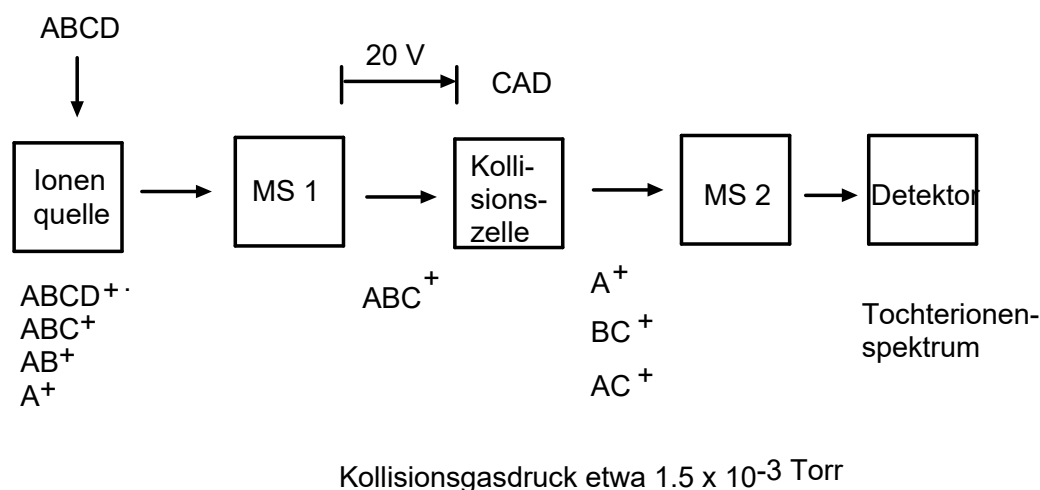 ABCD
20 V
CAD
Ionen
quelle
MS 1
Kolli-
sions-
zelle
MS 2
Detektor
ABCD+·
ABC+
AB+
A+
ABC+
A+
BC+
AC+
Tochterionen-
spektrum
Kollisionsgasdruck etwa 1.5 x 10-3 Torr